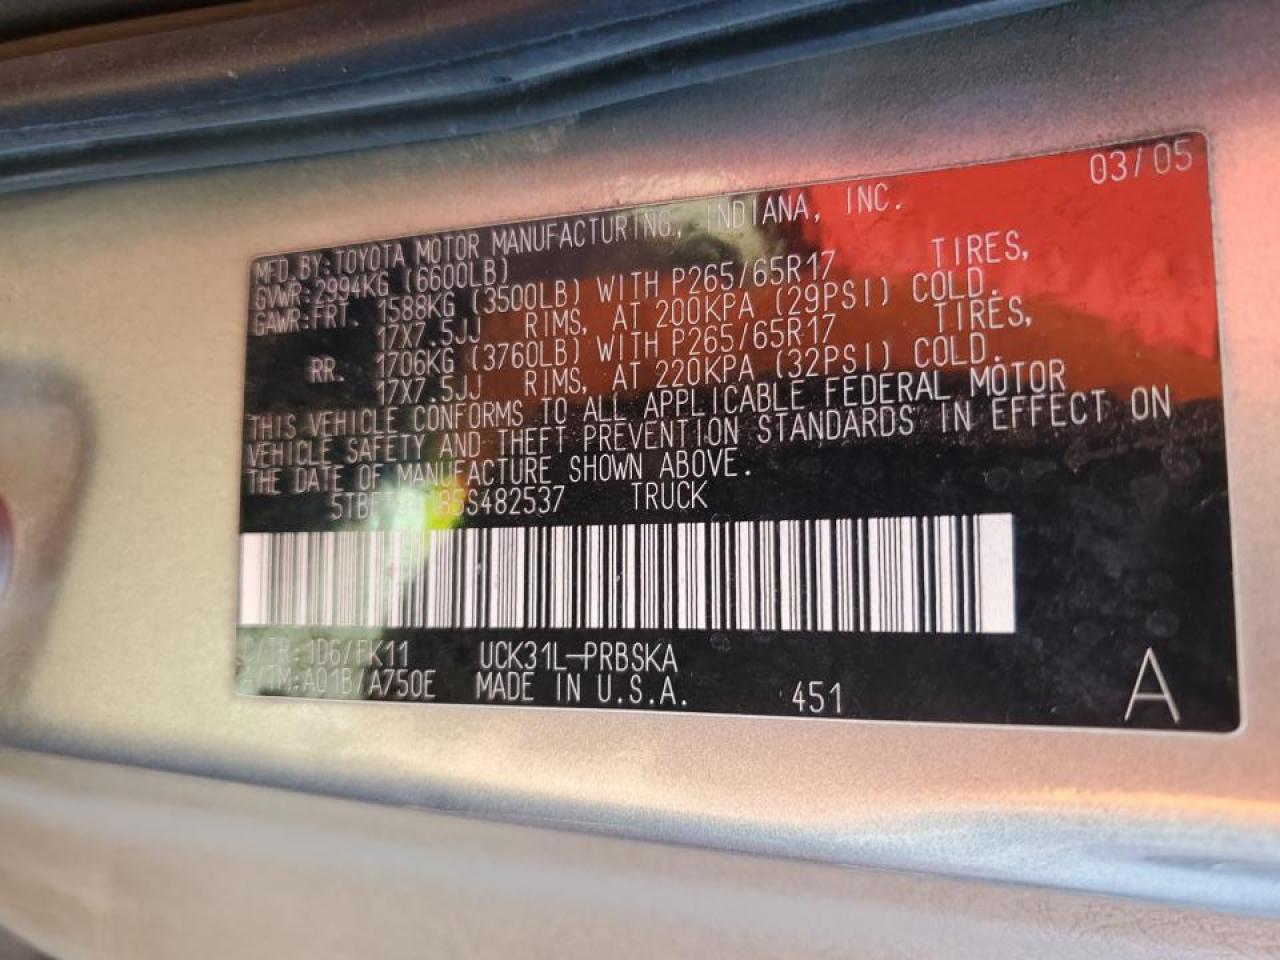 03/05
MFD. BY: TOYOTA MOTOR MANUFACTURING, INDIANA, INC.
GVWR: 2994KG (6600LB)
GAWR: FRT. 1588KG (3500LB) WITH P265/65R17 TIRES,
17X7.5JJ RIMS, AT 200KPA (29PSI) COLD.
RR. 1706KG (3760LB) WITH P265/65R17 TIRES,
17X7.5JJ RIMS, AT 220KPA (32PSI) COLD.
THIS VEHICLE CONFORMS TO ALL APPLICABLE FEDERAL MOTOR
VEHICLE SAFETY AND THEFT PREVENTION STANDARDS IN EFFECT ON
THE DATE OF MANUFACTURE SHOWN ABOVE.
TRUCK
C/TR: 1D6/FK11 UCK31L-PRBSKA
A/TM: A01B/A750E MADE IN U.S.A. 451 A